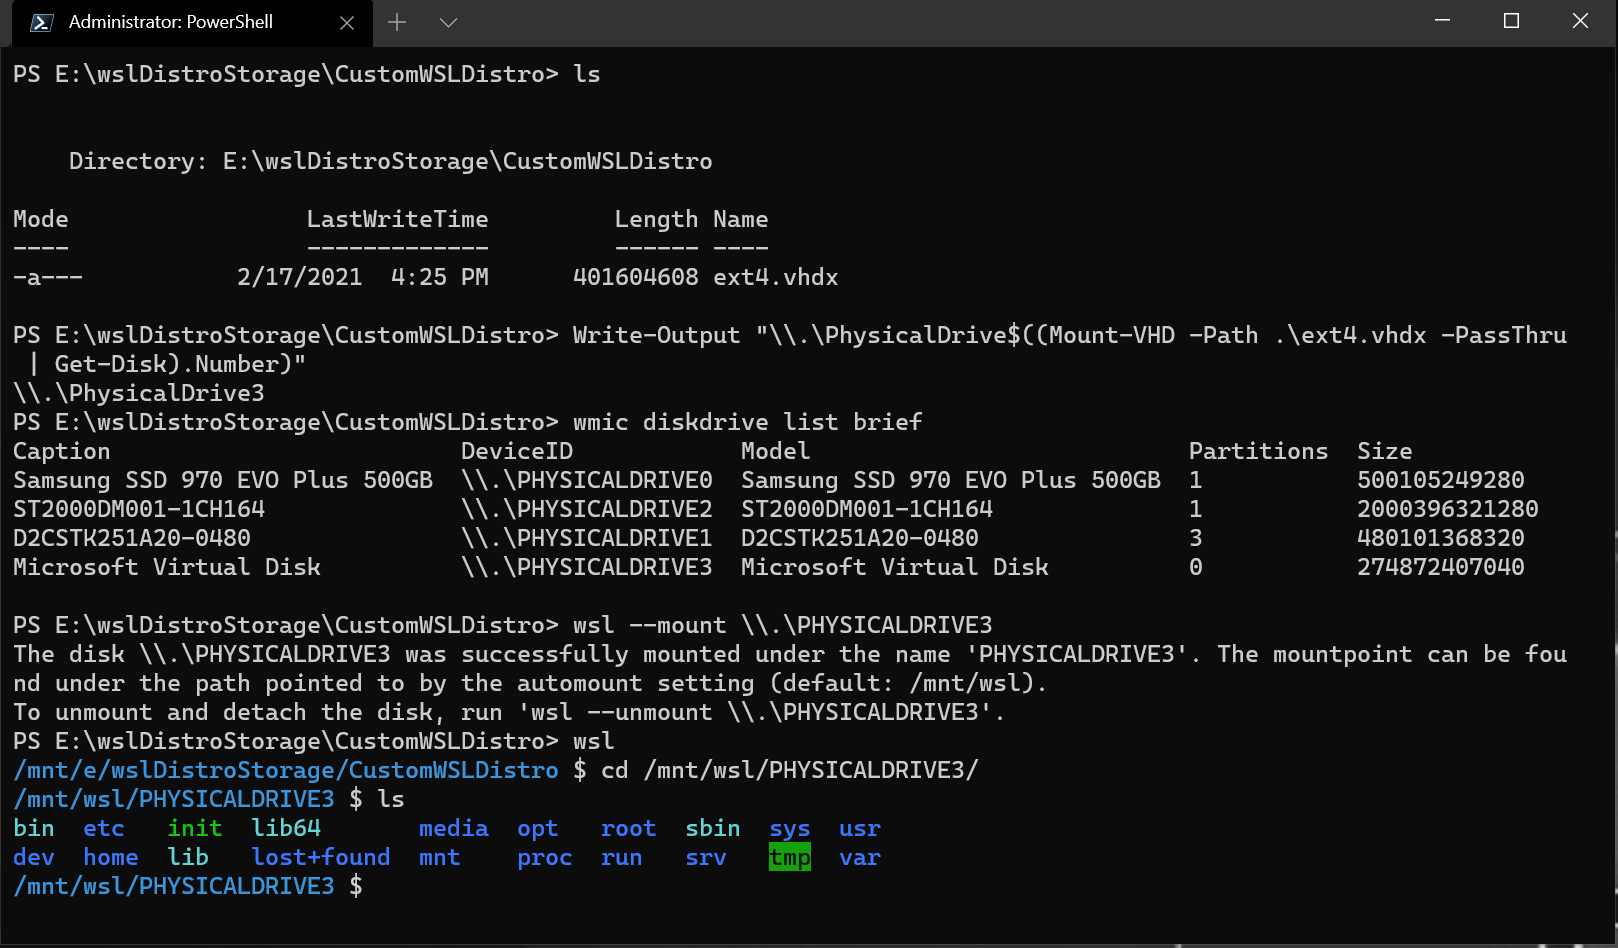 Administrator: PowerShell
PS E:\wslDistroStorage\CustomWSLDistro> ls
Directory: E:\wslDistroStorage\CustomWSLDistro
Mode                 LastWriteTime         Length Name
----                 -------------         ------ ----
-a---           2/17/2021  4:25 PM      401604608 ext4.vhdx
PS E:\wslDistroStorage\CustomWSLDistro> Write-Output "\\.\PhysicalDrive$((Mount-VHD -Path .\ext4.vhdx -PassThru
 | Get-Disk).Number)"
\\.\PhysicalDrive3
PS E:\wslDistroStorage\CustomWSLDistro> wmic diskdrive list brief
Caption                         DeviceID            Model                           Partitions  Size
Samsung SSD 970 EVO Plus 500GB  \\.\PHYSICALDRIVE0  Samsung SSD 970 EVO Plus 500GB  1           500105249280
ST2000DM001-1CH164              \\.\PHYSICALDRIVE2  ST2000DM001-1CH164              1           2000396321280
D2CSTK251A20-0480               \\.\PHYSICALDRIVE1  D2CSTK251A20-0480               3           480101368320
Microsoft Virtual Disk          \\.\PHYSICALDRIVE3  Microsoft Virtual Disk          0           274872407040
PS E:\wslDistroStorage\CustomWSLDistro> wsl --mount \\.\PHYSICALDRIVE3
The disk \\.\PHYSICALDRIVE3 was successfully mounted under the name 'PHYSICALDRIVE3'. The mountpoint can be fou
nd under the path pointed to by the automount setting (default: /mnt/wsl).
To unmount and detach the disk, run 'wsl --unmount \\.\PHYSICALDRIVE3'.
PS E:\wslDistroStorage\CustomWSLDistro> wsl
/mnt/e/wslDistroStorage/CustomWSLDistro $ cd /mnt/wsl/PHYSICALDRIVE3/
/mnt/wsl/PHYSICALDRIVE3 $ ls
bin  etc   init  lib64       media  opt   root  sbin  sys  usr
dev  home  lib   lost+found  mnt    proc  run   srv   tmp  var
/mnt/wsl/PHYSICALDRIVE3 $